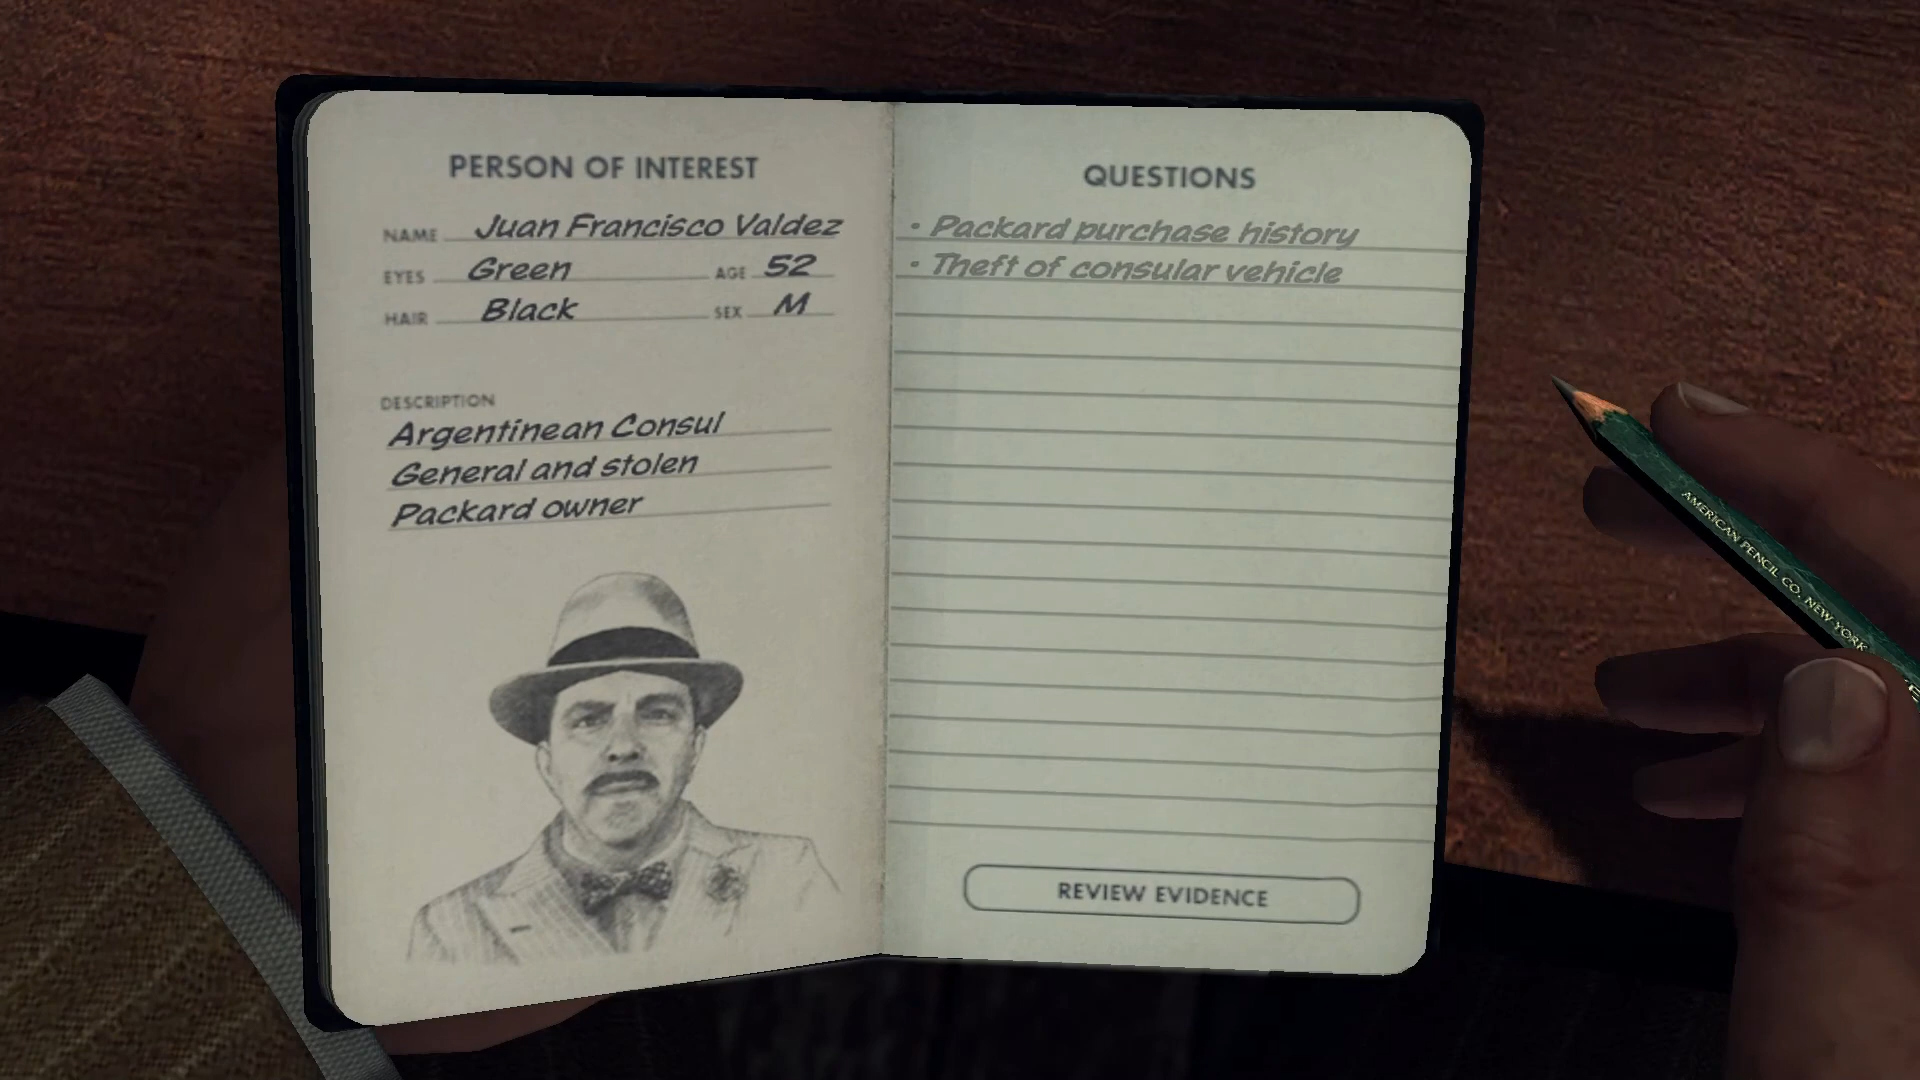 PERSON OF INTEREST
NAME Juan Francisco Valdez
EYES Green AGE 52
HAIR Black SEX M
DESCRIPTION
Argentinean Consul
General and stolen
Packard owner
QUESTIONS
• Packard purchase history
• Theft of consular vehicle
REVIEW EVIDENCE
AMERICAN PENCIL CO. NEW YORK